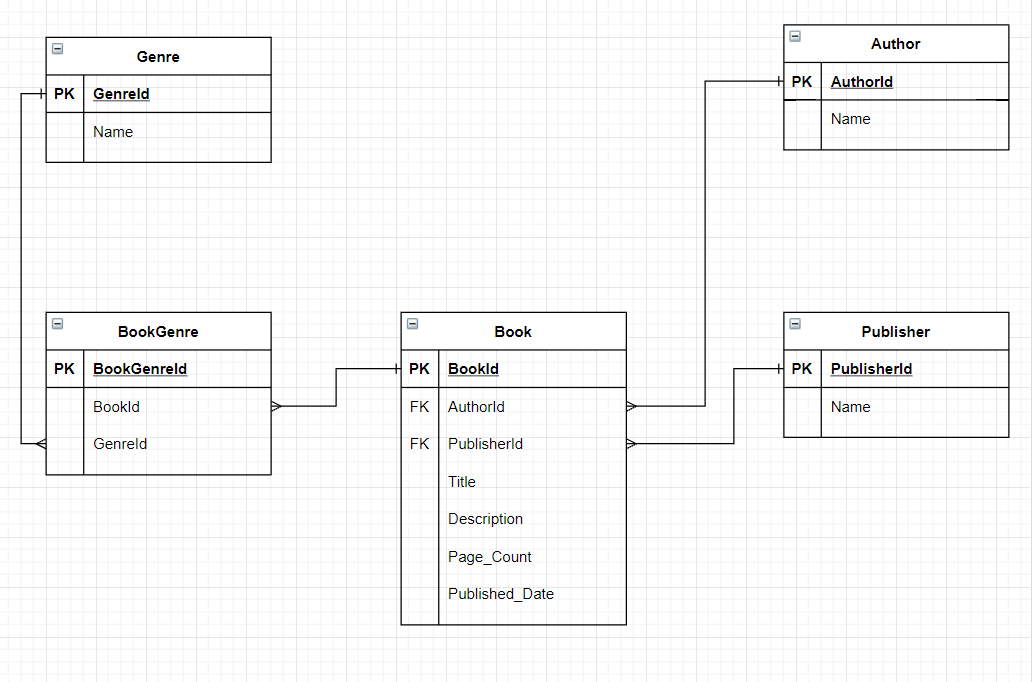 Genre
PK GenreId
Name
Author
PK AuthorId
Name
BookGenre
PK BookGenreId
BookId
GenreId
Book
PK BookId
FK AuthorId
FK PublisherId
Title
Description
Page_Count
Published_Date
Publisher
PK PublisherId
Name